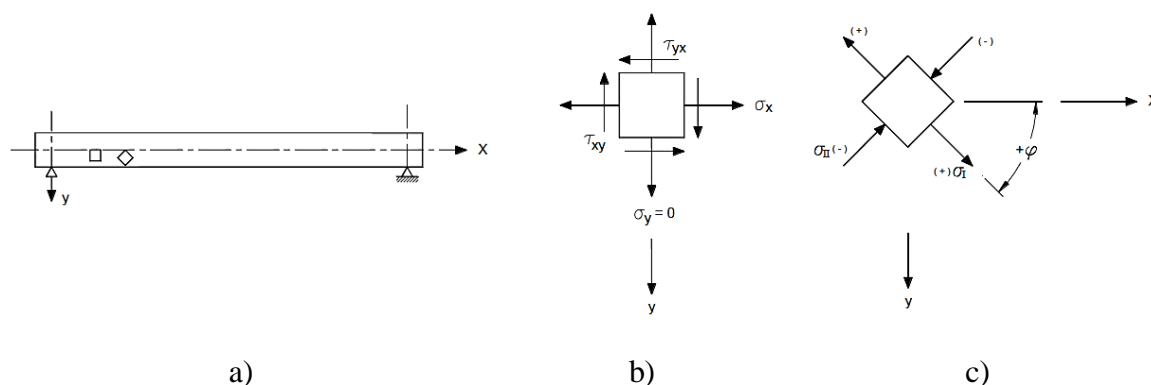 X
y
a)
τyx
σx
τxy
σy = 0
y
b)
(+)
(-)
X
+φ
σII(-)
(+)σI
y
c)